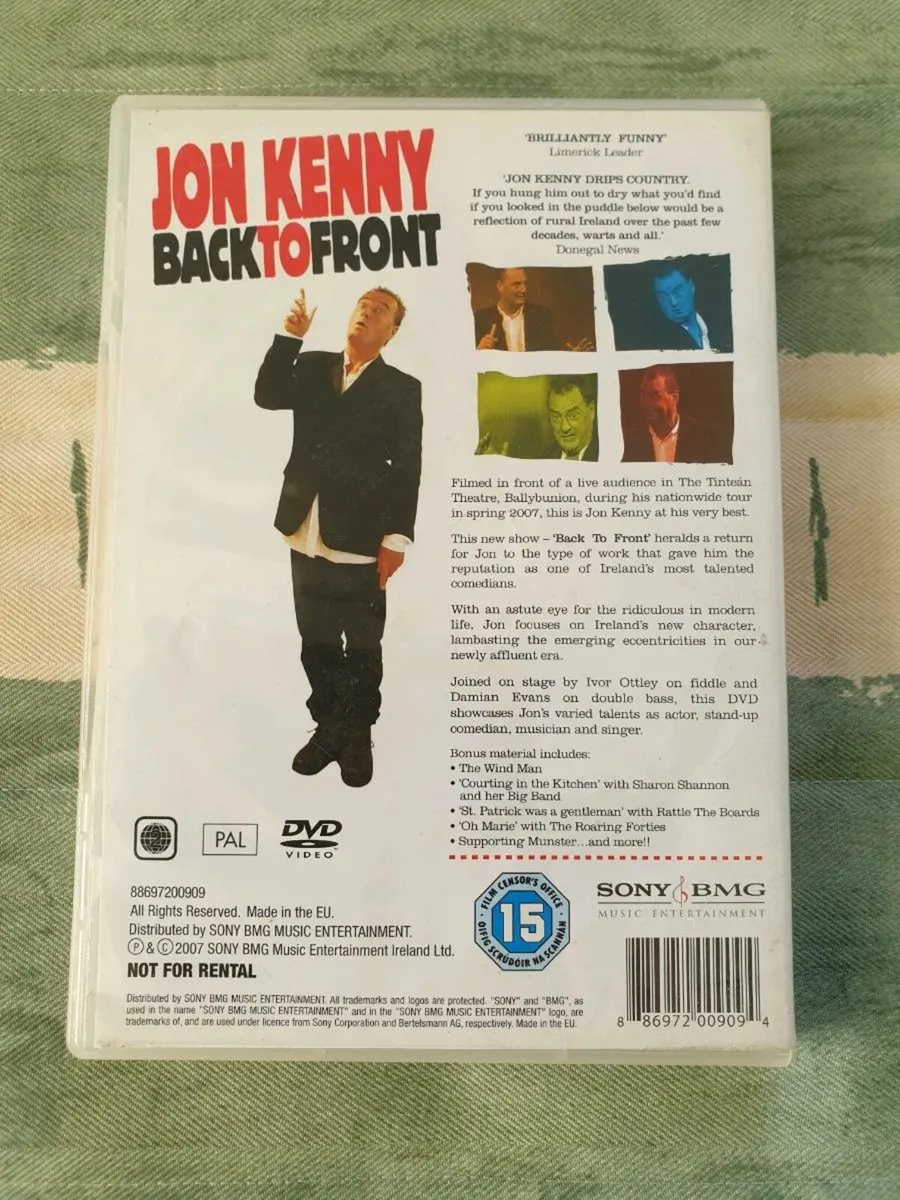 JON KENNY
BACKTOFRONT
'BRILLIANTLY FUNNY'
Limerick Leader
'JON KENNY DRIPS COUNTRY.
If you hung him out to dry what you'd find
if you looked in the puddle below would be a
reflection of rural Ireland over the past few
decades, warts and all.'
Donegal News
Filmed in front of a live audience in The Tinteán
Theatre, Ballybunion, during his nationwide tour
in spring 2007, this is Jon Kenny at his very best.
This new show – 'Back To Front' heralds a return
for Jon to the type of work that gave him the
reputation as one of Ireland's most talented
comedians.
With an astute eye for the ridiculous in modern
life, Jon focuses on Ireland's new character,
lambasting the emerging eccentricities in our
newly affluent era.
Joined on stage by Ivor Ottley on fiddle and
Damian Evans on double bass, this DVD
showcases Jon's varied talents as actor, stand-up
comedian, musician and singer.
Bonus material includes:
• The Wind Man
• 'Courting in the Kitchen' with Sharon Shannon
and her Big Band
• 'St. Patrick was a gentleman' with Rattle The Boards
• 'Oh Marie' with The Roaring Forties
• Supporting Munster...and more!!
2
PAL
DVD
VIDEO
88697200909
All Rights Reserved. Made in the EU.
Distributed by SONY BMG MUSIC ENTERTAINMENT.
Ⓟ & © 2007 SONY BMG Music Entertainment Ireland Ltd.
NOT FOR RENTAL
FILM CENSOR'S OFFICE
15
OIFIG SCRÚDÓIR NA SCANNÁN
SONY BMG
MUSIC ENTERTAINMENT
Distributed by SONY BMG MUSIC ENTERTAINMENT. All trademarks and logos are protected. "SONY" and "BMG", as
used in the name "SONY BMG MUSIC ENTERTAINMENT" and in the "SONY BMG MUSIC ENTERTAINMENT" logo, are
trademarks of, and are used under licence from Sony Corporation and Bertelsmann AG, respectively. Made in the EU.
8 86972 00909 4